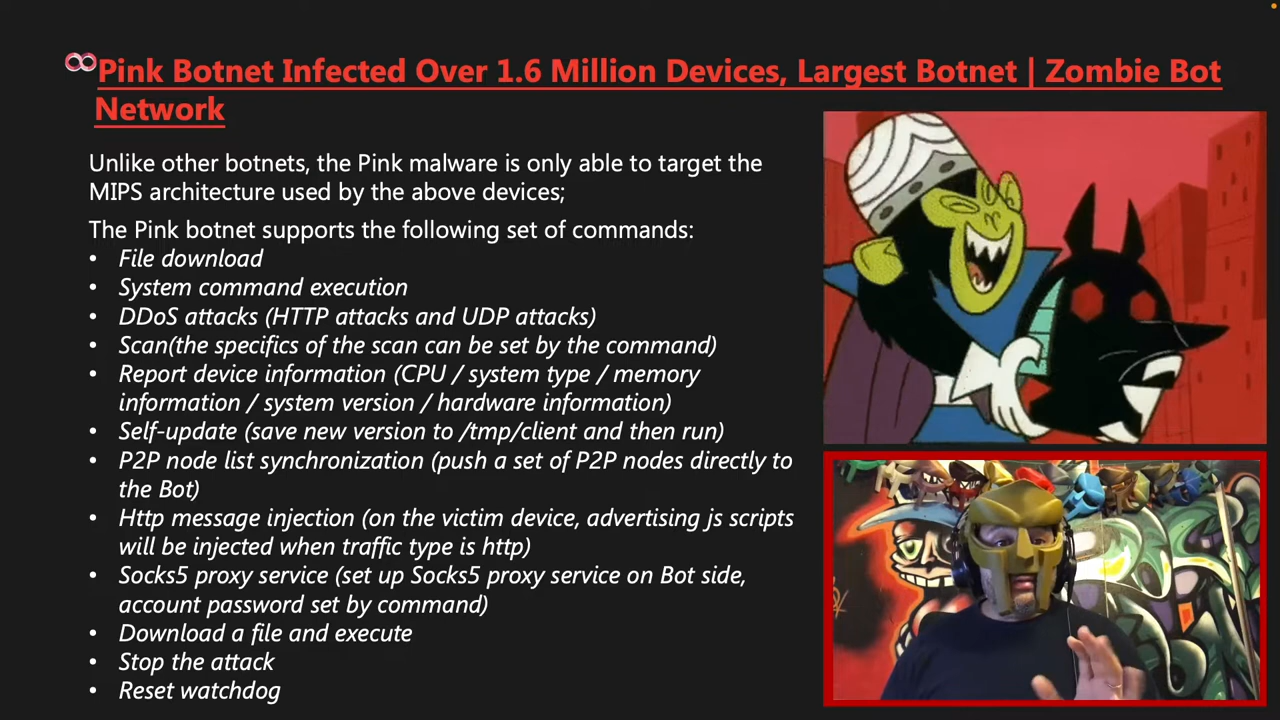 Pink Botnet Infected Over 1.6 Million Devices, Largest Botnet | Zombie Bot
Network
Unlike other botnets, the Pink malware is only able to target the
MIPS architecture used by the above devices;
The Pink botnet supports the following set of commands:
• File download
• System command execution
• DDoS attacks (HTTP attacks and UDP attacks)
• Scan(the specifics of the scan can be set by the command)
• Report device information (CPU / system type / memory
information / system version / hardware information)
• Self-update (save new version to /tmp/client and then run)
• P2P node list synchronization (push a set of P2P nodes directly to
the Bot)
• Http message injection (on the victim device, advertising js scripts
will be injected when traffic type is http)
• Socks5 proxy service (set up Socks5 proxy service on Bot side,
account password set by command)
• Download a file and execute
• Stop the attack
• Reset watchdog